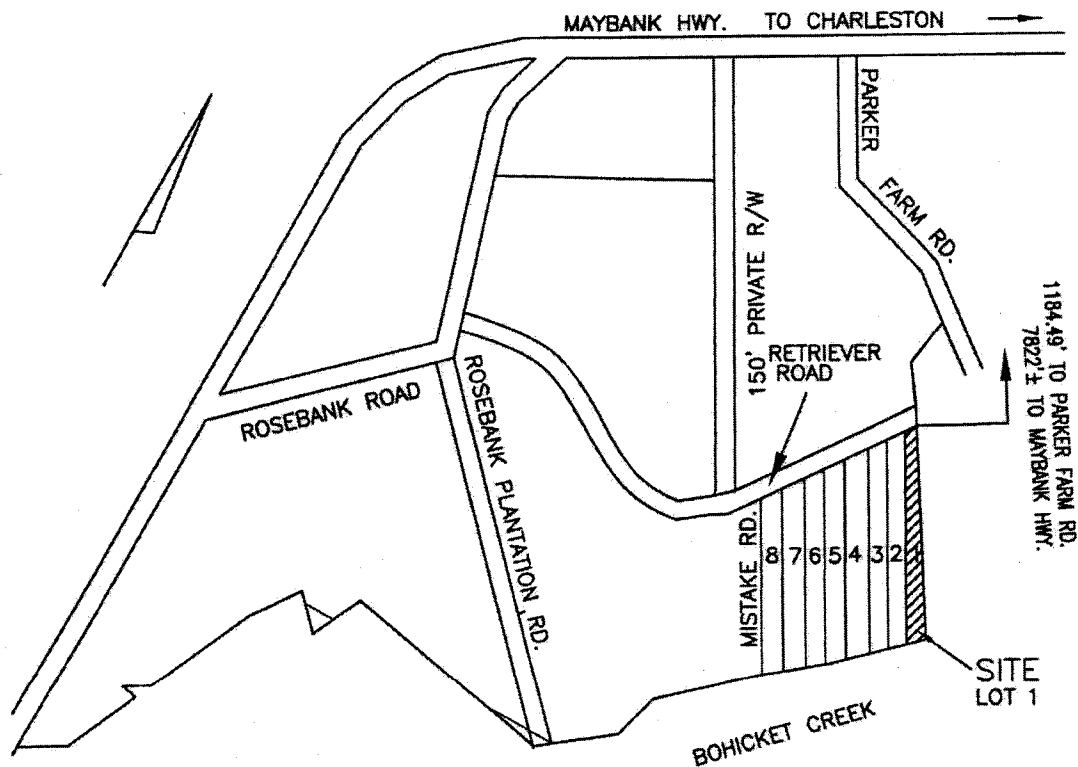 MAYBANK HWY. TO CHARLESTON
PARKER
FARM RD.
150' PRIVATE R/W
1184.49' TO PARKER FARM RD.
7822'± TO MAYBANK HWY.
RETRIEVER
ROAD
ROSEBANK ROAD
ROSEBANK PLANTATION RD.
MISTAKE RD.
8 7 6 5 4 3 2 1
SITE
LOT 1
BOHICKET CREEK